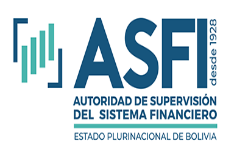 ASFI
desde 1928
AUTORIDAD DE SUPERVISIÓN
DEL SISTEMA FINANCIERO
ESTADO PLURINACIONAL DE BOLIVIA